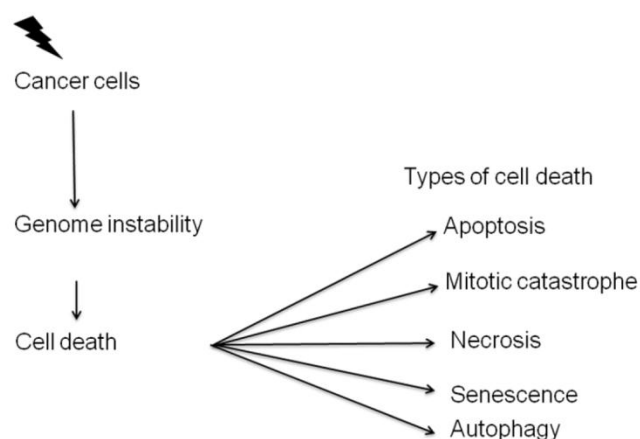 Cancer cells
Genome instability
Cell death
Types of cell death
Apoptosis
Mitotic catastrophe
Necrosis
Senescence
Autophagy